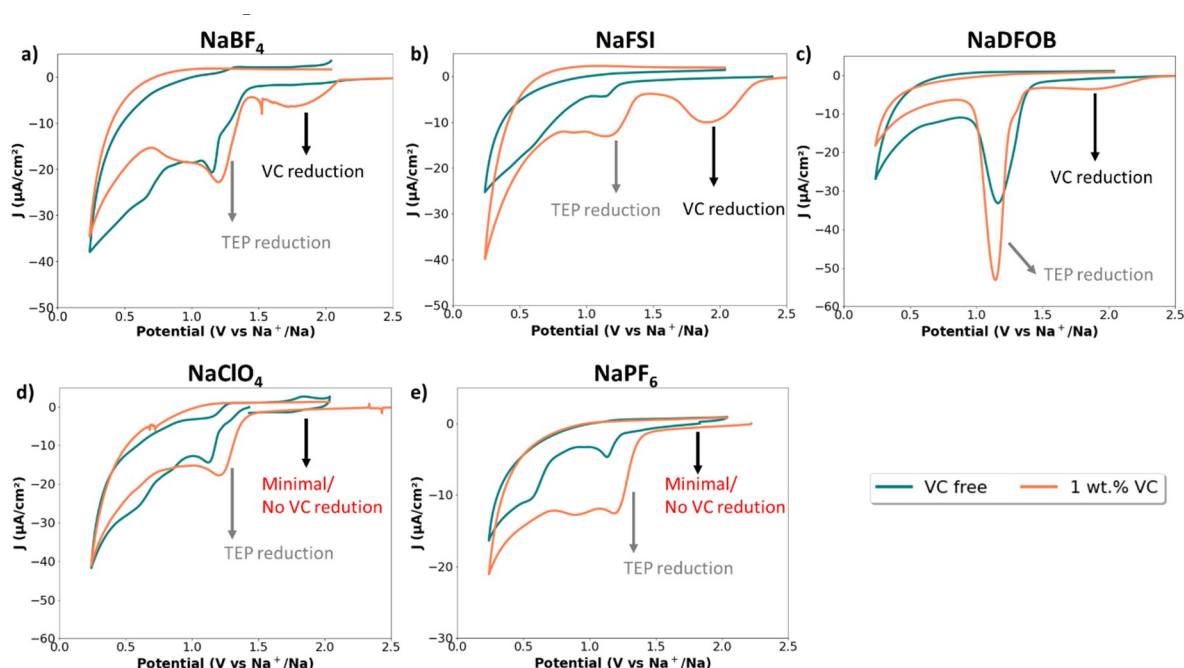 NaBF₄
a)
0
−10
−20
−30
−40
−50
J (µA/cm²)
VC reduction
TEP reduction
0.0 0.5 1.0 1.5 2.0 2.5
Potential (V vs Na⁺/Na)
NaFSI
b)
10
0
−10
−20
−30
−40
−50
J (µA/cm²)
TEP reduction
VC reduction
0.0 0.5 1.0 1.5 2.0 2.5
Potential (V vs Na⁺/Na)
NaDFOB
c)
0
−10
−20
−30
−40
−50
−60
J (µA/cm²)
VC reduction
TEP reduction
0.0 0.5 1.0 1.5 2.0 2.5
Potential (V vs Na⁺/Na)
NaClO₄
d)
0
−10
−20
−30
−40
−50
−60
J (µA/cm²)
Minimal/
No VC redution
TEP reduction
0.0 0.5 1.0 1.5 2.0 2.5
Potential (V vs Na⁺/Na)
NaPF₆
e)
0
−10
−20
−30
J (µA/cm²)
Minimal/
No VC redution
TEP reduction
0.0 0.5 1.0 1.5 2.0 2.5
Potential (V vs Na⁺/Na)
VC free 1 wt.% VC